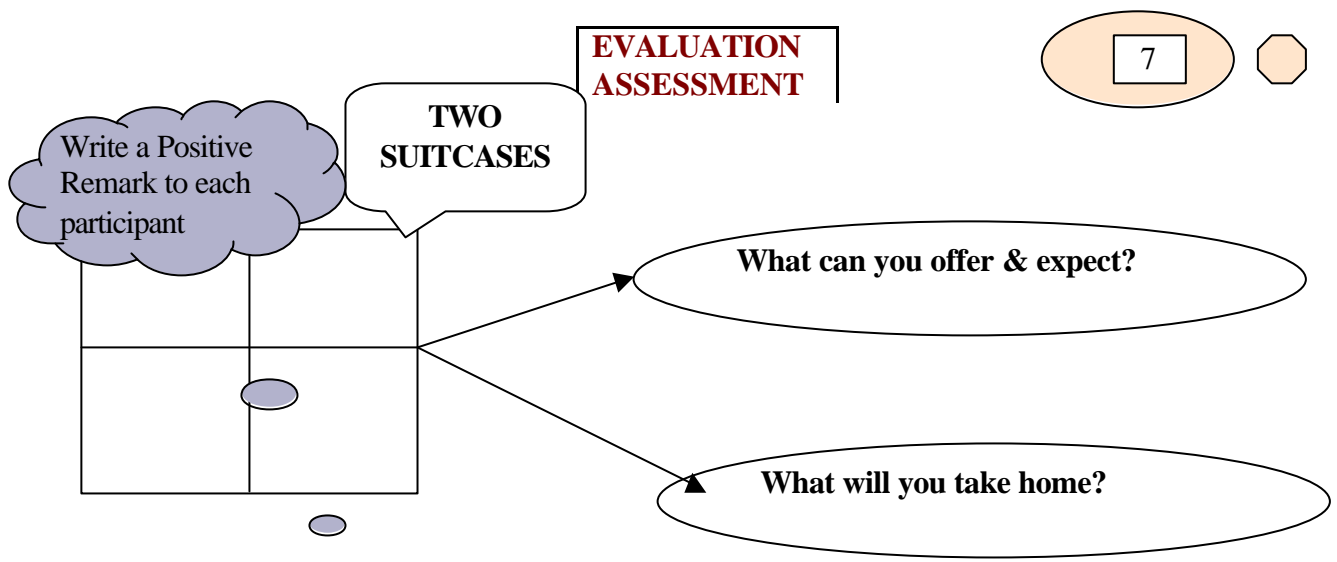 EVALUATION
ASSESSMENT
7
TWO
SUITCASES
Write a Positive
Remark to each
participant
What can you offer & expect?
What will you take home?